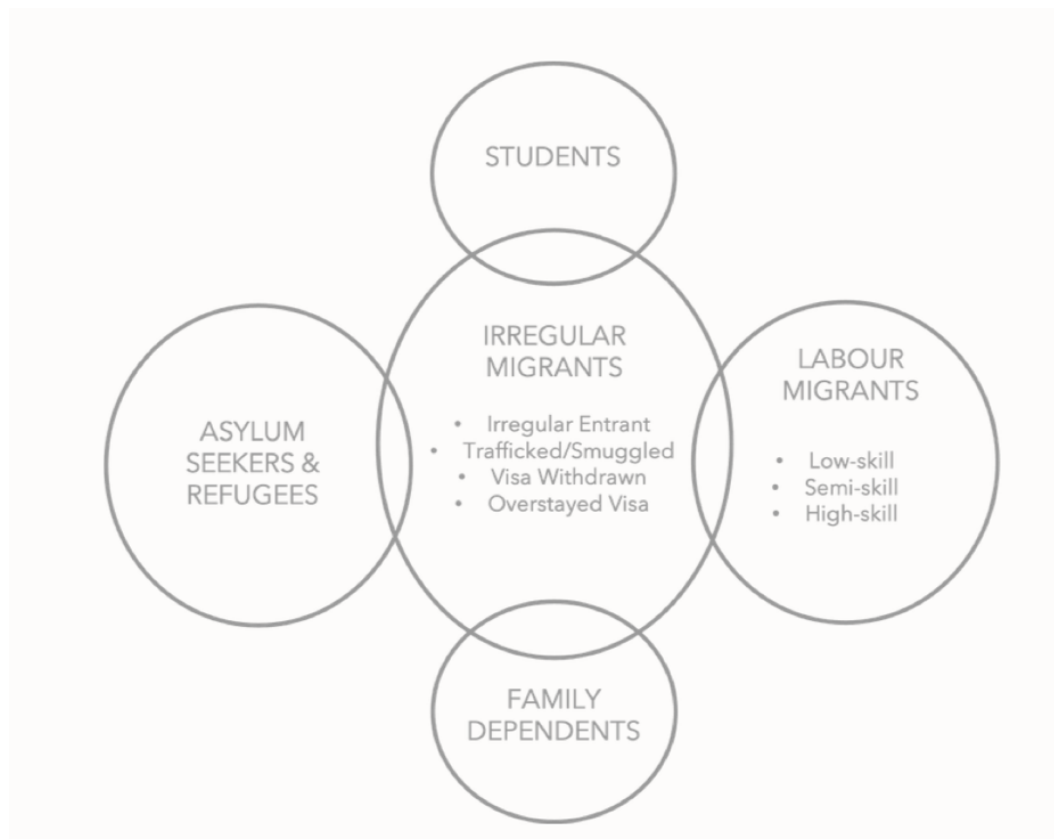 STUDENTS
IRREGULAR
MIGRANTS
• Irregular Entrant
• Trafficked/Smuggled
• Visa Withdrawn
• Overstayed Visa
ASYLUM
SEEKERS &
REFUGEES
LABOUR
MIGRANTS
• Low-skill
• Semi-skill
• High-skill
FAMILY
DEPENDENTS